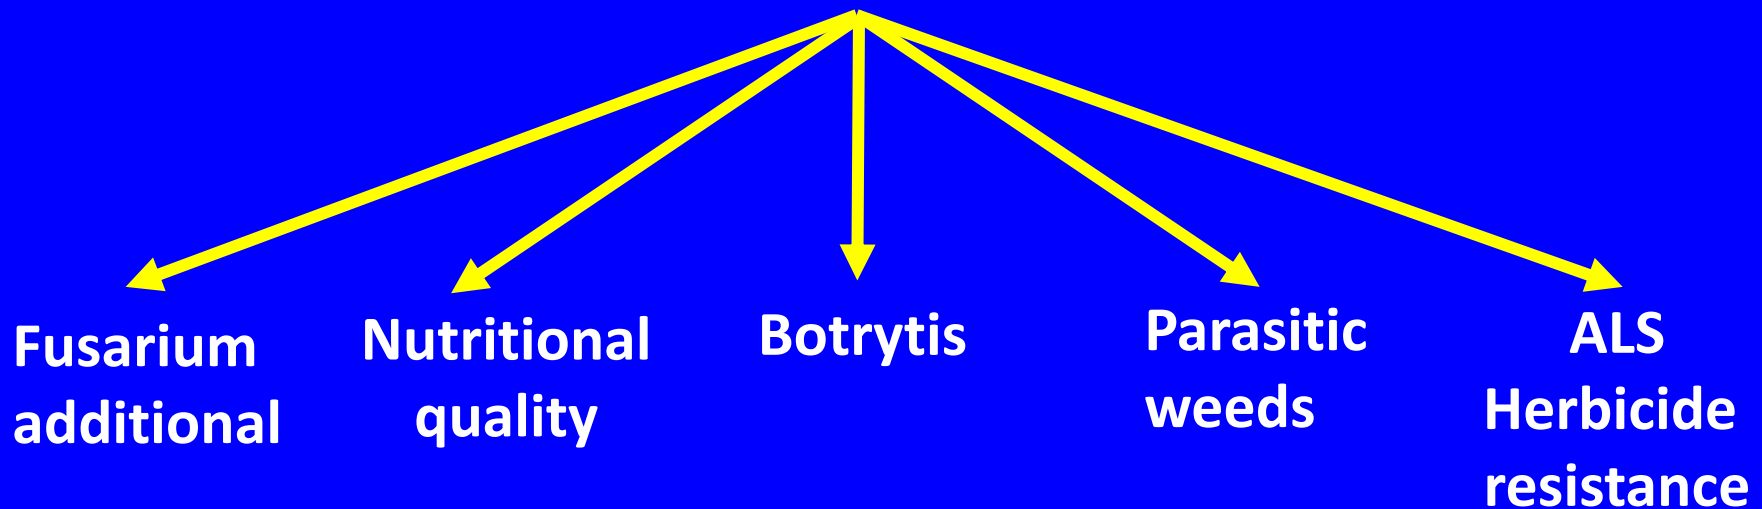 Fusarium
additional
Nutritional
quality
Botrytis
Parasitic
weeds
ALS
Herbicide
resistance